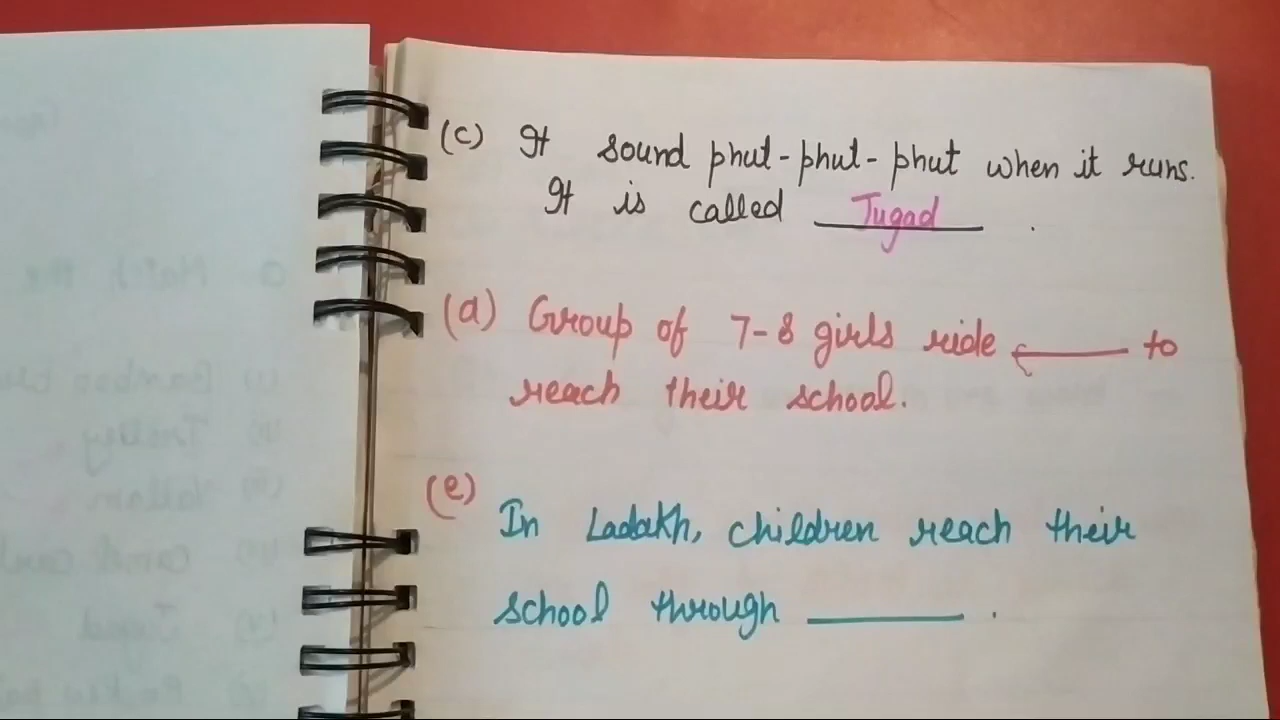 (c) It sound phut-phut-phut when it runs.
It is called Jugad .
(d) Group of 7-8 girls ride ______ to
reach their school.
(e) In Ladakh, children reach their
school through ______ .